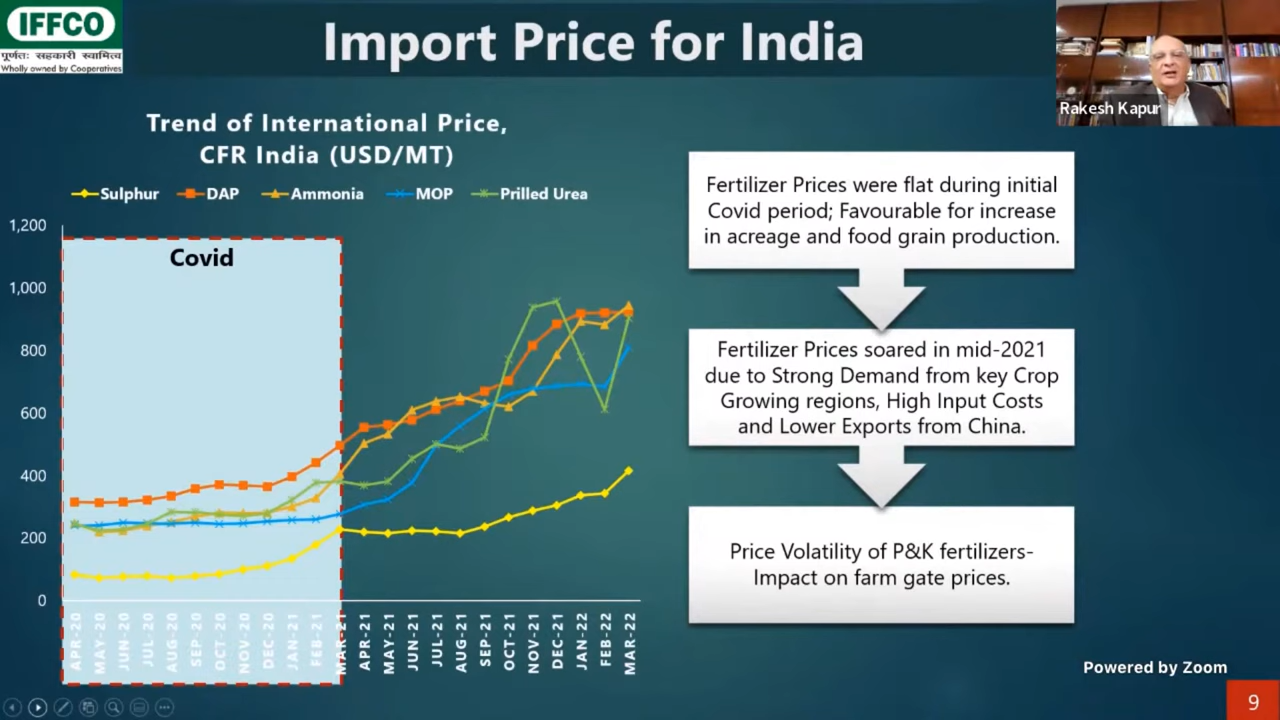 IFFCO
पूर्णतः सहकारी स्वामित्व
Wholly owned by Cooperatives
Import Price for India
Rakesh Kapur
Trend of International Price,
CFR India (USD/MT)
Sulphur DAP Ammonia MOP Prilled Urea
1,200
1,000
800
600
400
200
0
Covid
APR-20
MAY-20
JUN-20
JUL-20
AUG-20
SEP-20
OCT-20
NOV-20
DEC-20
JAN-21
FEB-21
MAR-21
APR-21
MAY-21
JUN-21
JUL-21
AUG-21
SEP-21
OCT-21
NOV-21
DEC-21
JAN-22
FEB-22
MAR-22
Fertilizer Prices were flat during initial
Covid period; Favourable for increase
in acreage and food grain production.
Fertilizer Prices soared in mid-2021
due to Strong Demand from key Crop
Growing regions, High Input Costs
and Lower Exports from China.
Price Volatility of P&K fertilizers-
Impact on farm gate prices.
Powered by Zoom
9